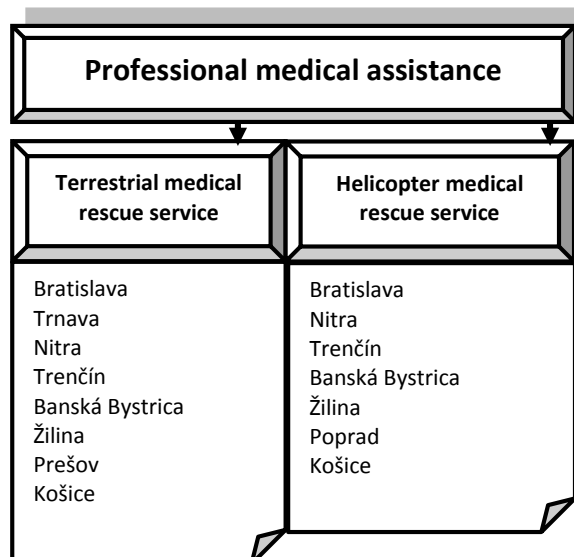 Professional medical assistance
Terrestrial medical
rescue service
Bratislava
Trnava
Nitra
Trenčín
Banská Bystrica
Žilina
Prešov
Košice
Helicopter medical
rescue service
Bratislava
Nitra
Trenčín
Banská Bystrica
Žilina
Poprad
Košice